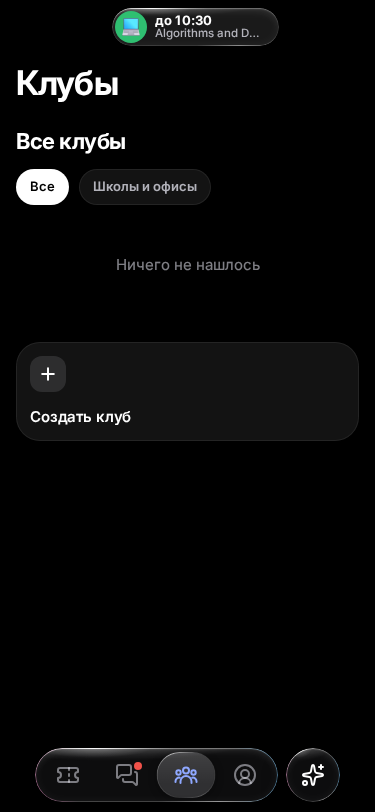 до 10:30
Algorithms and D...
Клубы
Все клубы
Все
Школы и офисы
Ничего не нашлось
Создать клуб